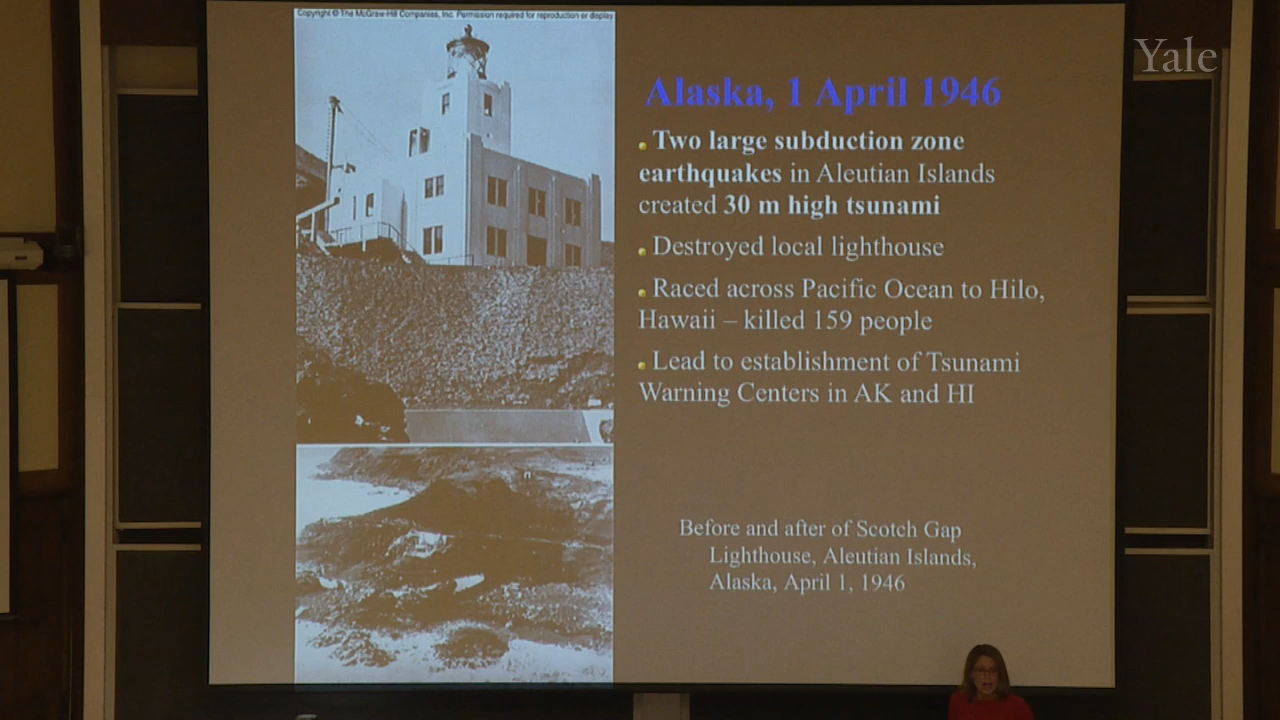 Copyright © The McGraw-Hill Companies, Inc. Permission required for reproduction or display
Yale
Alaska, 1 April 1946
Two large subduction zone
earthquakes in Aleutian Islands
created 30 m high tsunami
Destroyed local lighthouse
Raced across Pacific Ocean to Hilo,
Hawaii – killed 159 people
Lead to establishment of Tsunami
Warning Centers in AK and HI
Before and after of Scotch Gap
Lighthouse, Aleutian Islands,
Alaska, April 1, 1946